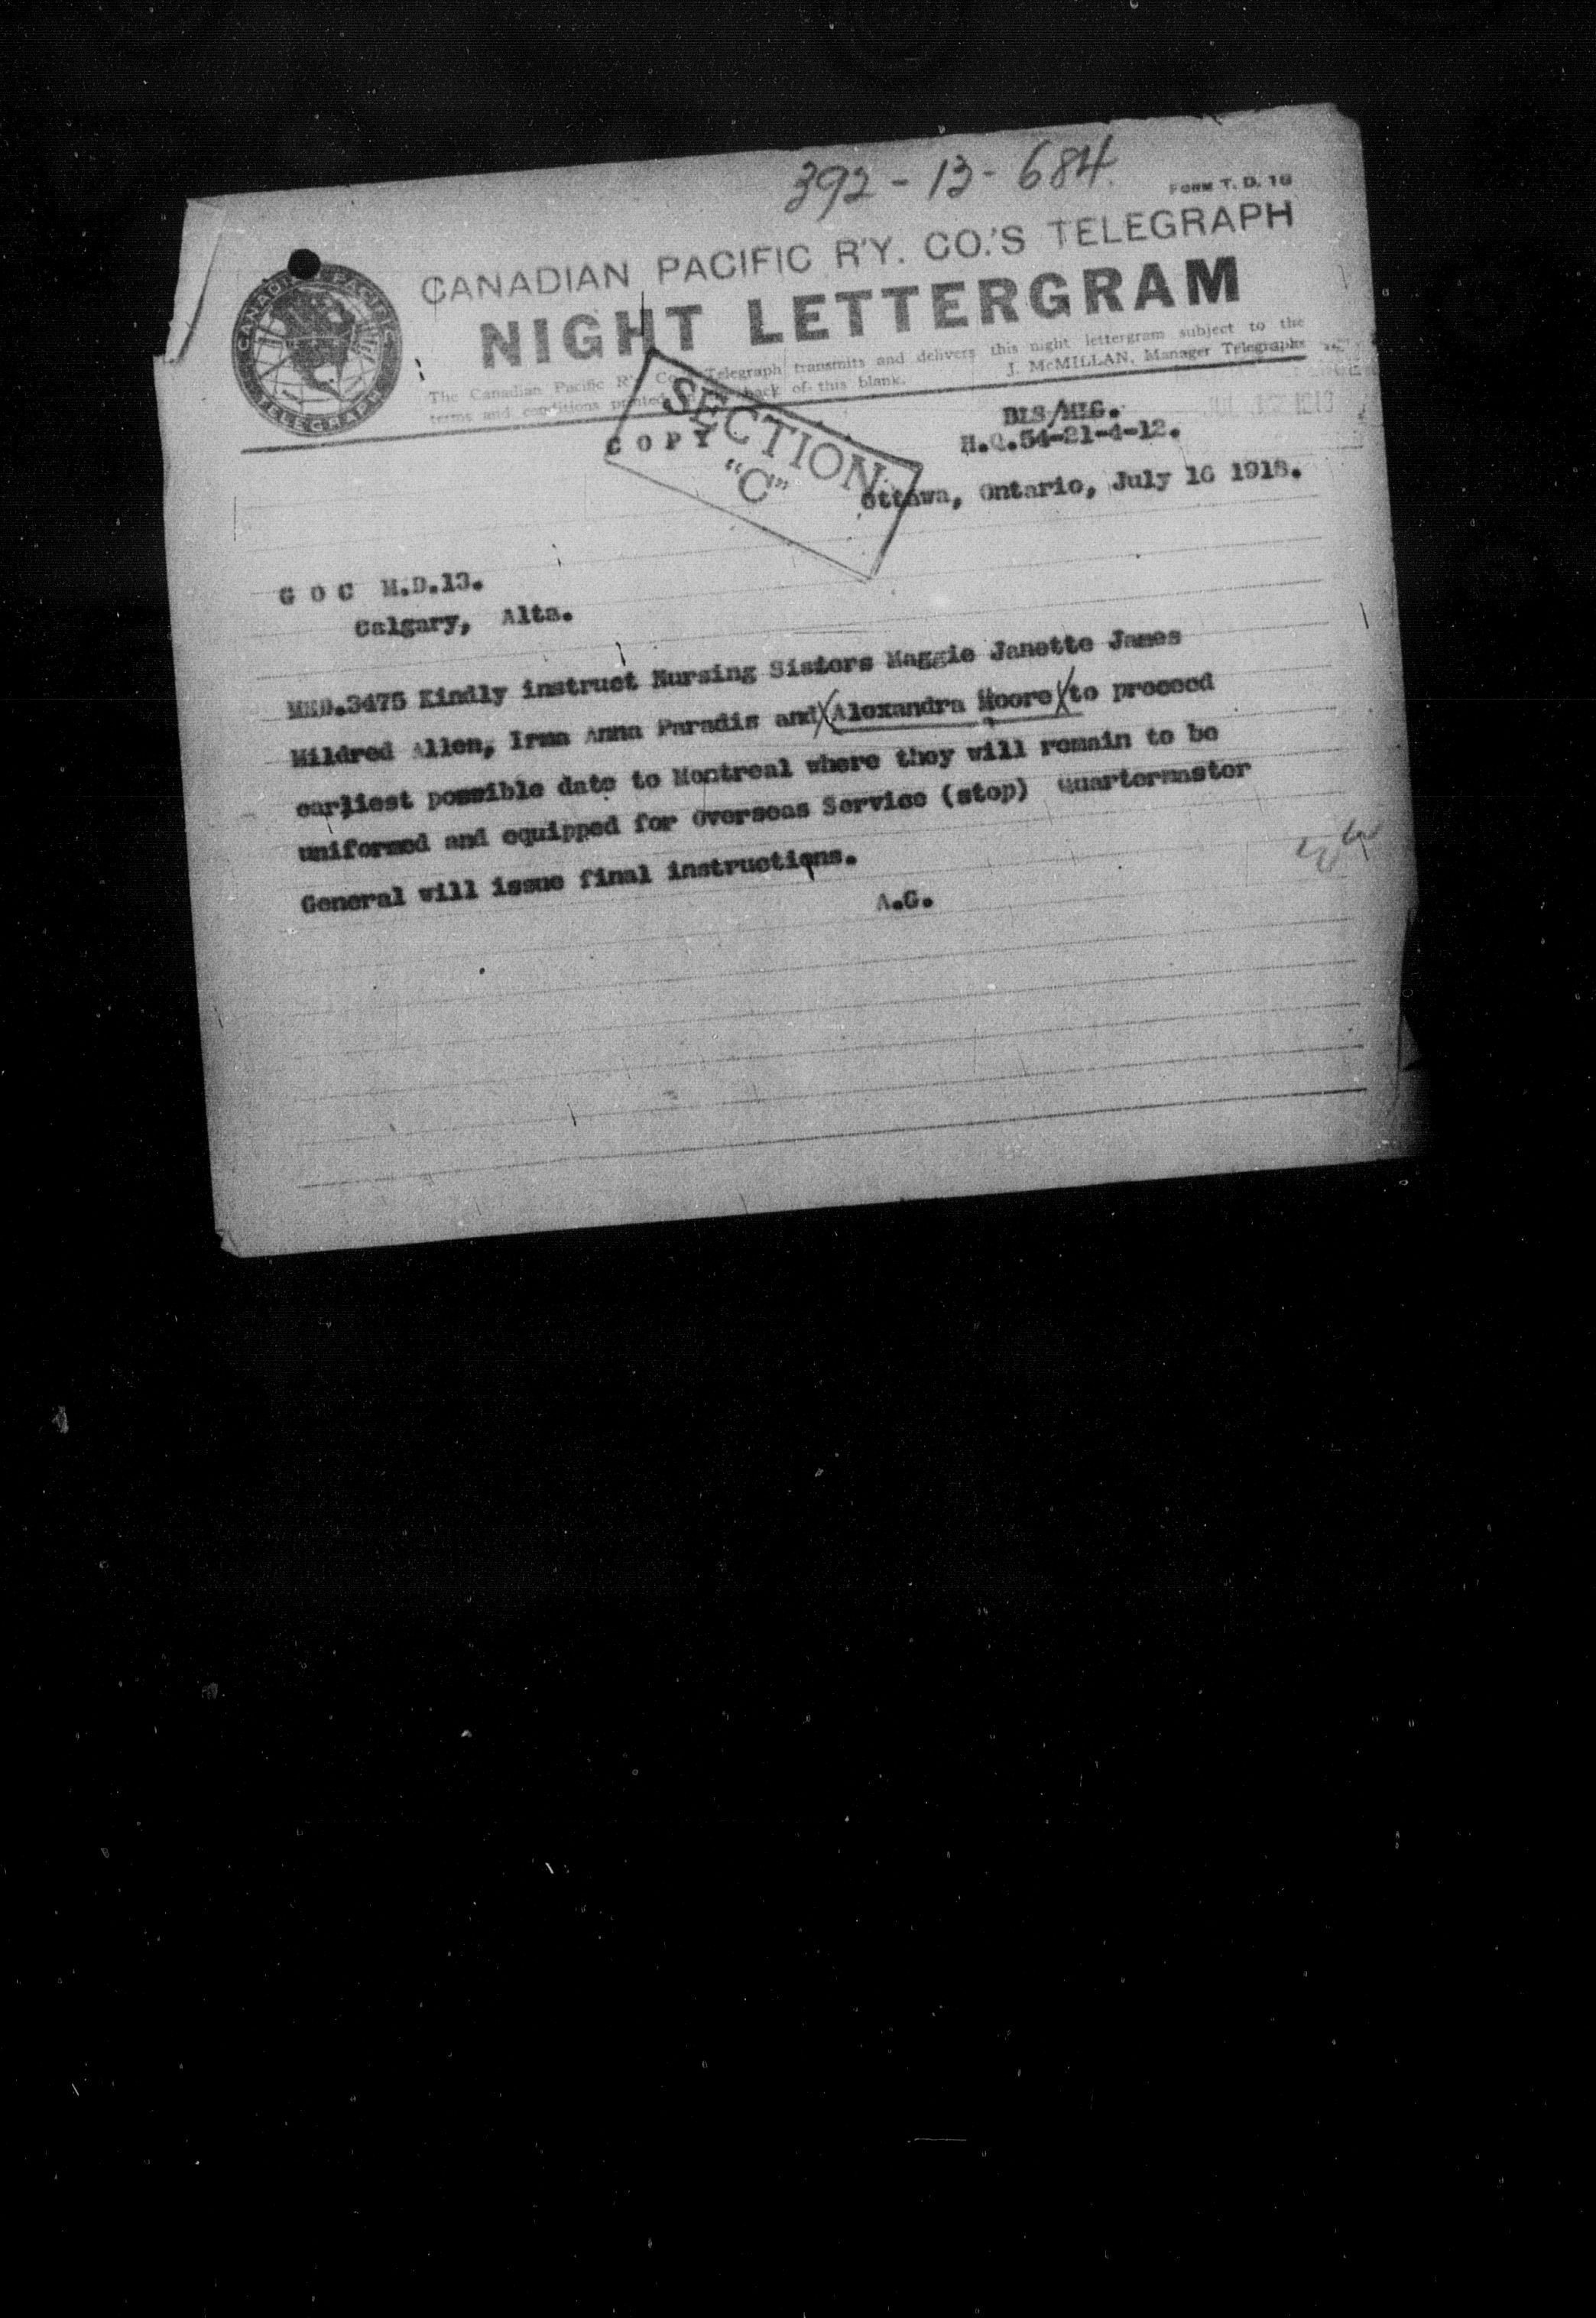 392-13-684
FORM T. D. 16
CANADIAN PACIFIC R'Y. CO.'S TELEGRAPH
NIGHT LETTERGRAM
CANADIAN PACIFIC
TELEGRAPH
The Canadian Pacific R'y. Co. Telegraph transmits and delivers this night lettergram subject to the
terms and conditions printed back of this blank.
J. McMILLAN, Manager Telegraphs
SECTION
"C"
COPY
BLS/MLG.
H.Q.54-21-4-12.
Ottawa, Ontario, July 16 1918.
G O C M.D.13.
Calgary, Alta.
MED.3475 Kindly instruct Nursing Sisters Maggie Janette James
Mildred Allen, Irma Anna Paradis and (Alexandra Moore) to proceed
earliest possible date to Montreal where they will remain to be
uniformed and equipped for Overseas Service (stop) Quartermaster
General will issue final instructions.
A.G.